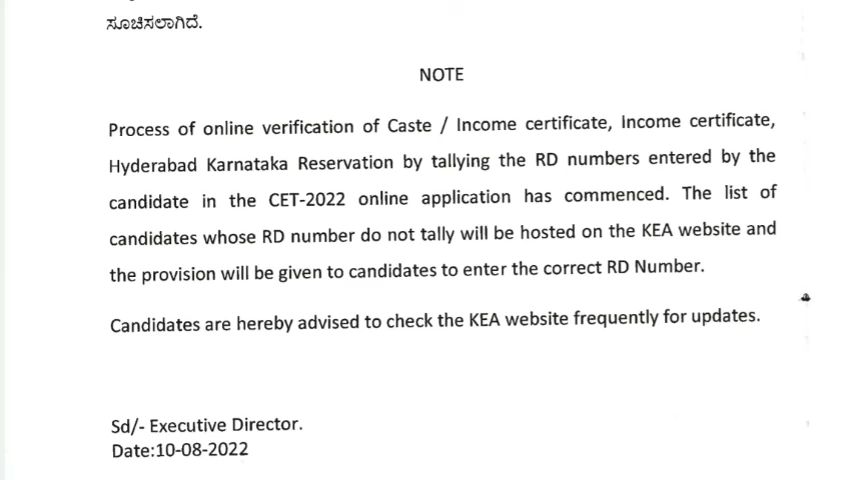 ಸೂಚಿಸಲಾಗಿದೆ.
NOTE
Process of online verification of Caste / Income certificate, Income certificate,
Hyderabad Karnataka Reservation by tallying the RD numbers entered by the
candidate in the CET-2022 online application has commenced. The list of
candidates whose RD number do not tally will be hosted on the KEA website and
the provision will be given to candidates to enter the correct RD Number.
Candidates are hereby advised to check the KEA website frequently for updates.
Sd/- Executive Director.
Date:10-08-2022